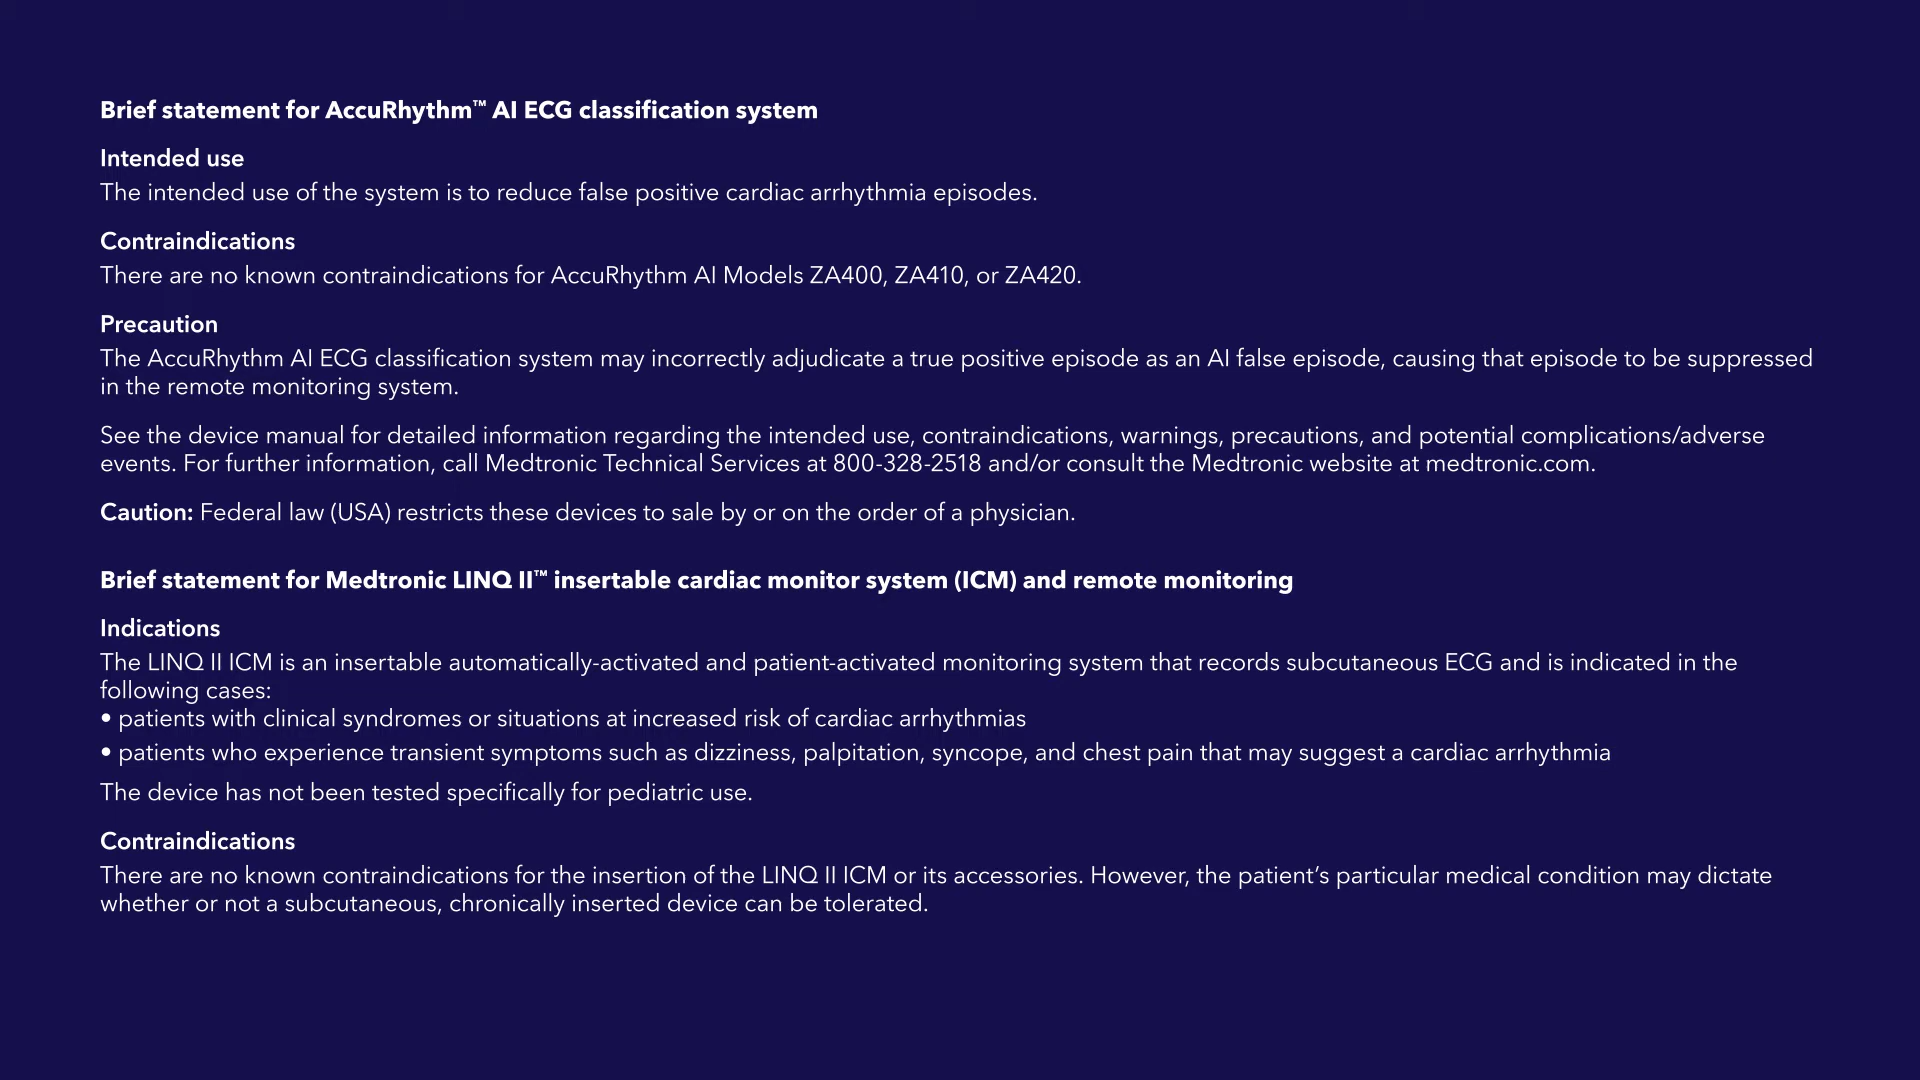 Brief statement for AccuRhythm™ AI ECG classification system
Intended use
The intended use of the system is to reduce false positive cardiac arrhythmia episodes.
Contraindications
There are no known contraindications for AccuRhythm AI Models ZA400, ZA410, or ZA420.
Precaution
The AccuRhythm AI ECG classification system may incorrectly adjudicate a true positive episode as an AI false episode, causing that episode to be suppressed
in the remote monitoring system.
See the device manual for detailed information regarding the intended use, contraindications, warnings, precautions, and potential complications/adverse
events. For further information, call Medtronic Technical Services at 800-328-2518 and/or consult the Medtronic website at medtronic.com.
Caution: Federal law (USA) restricts these devices to sale by or on the order of a physician.
Brief statement for Medtronic LINQ II™ insertable cardiac monitor system (ICM) and remote monitoring
Indications
The LINQ II ICM is an insertable automatically-activated and patient-activated monitoring system that records subcutaneous ECG and is indicated in the
following cases:
• patients with clinical syndromes or situations at increased risk of cardiac arrhythmias
• patients who experience transient symptoms such as dizziness, palpitation, syncope, and chest pain that may suggest a cardiac arrhythmia
The device has not been tested specifically for pediatric use.
Contraindications
There are no known contraindications for the insertion of the LINQ II ICM or its accessories. However, the patient’s particular medical condition may dictate
whether or not a subcutaneous, chronically inserted device can be tolerated.